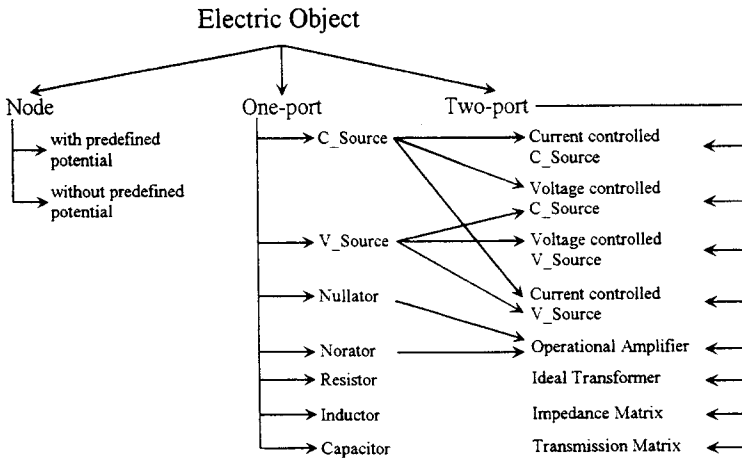 Electric Object
Node
One-port
Two-port
with predefined
potential
without predefined
potential
C_Source
V_Source
Nullator
Norator
Resistor
Inductor
Capacitor
Current controlled
C_Source
Voltage controlled
C_Source
Voltage controlled
V_Source
Current controlled
V_Source
Operational Amplifier
Ideal Transformer
Impedance Matrix
Transmission Matrix